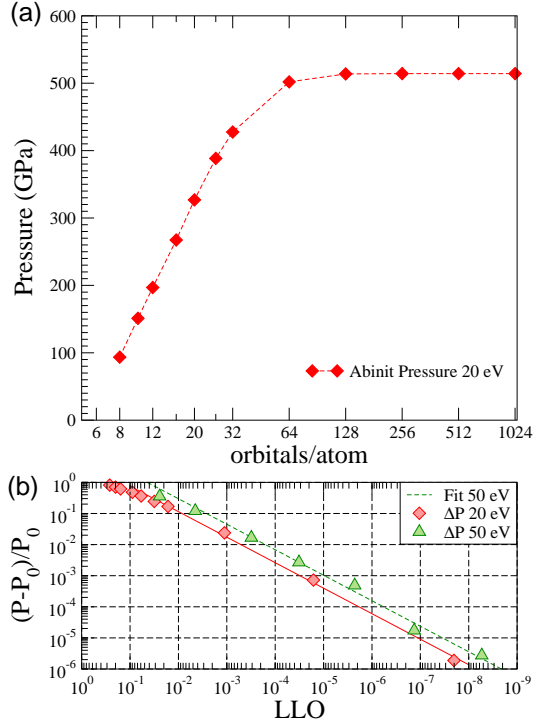 (a)
600
500
400
300
200
100
0
Pressure (GPa)
Abinit Pressure 20 eV
6 8 12 20 32 64 128 256 512 1024
orbitals/atom
(b)
10^0
10^-1
10^-2
10^-3
10^-4
10^-5
10^-6
(P-P_0)/P_0
Fit 50 eV
ΔP 20 eV
ΔP 50 eV
10^0 10^-1 10^-2 10^-3 10^-4 10^-5 10^-6 10^-7 10^-8 10^-9
LLO